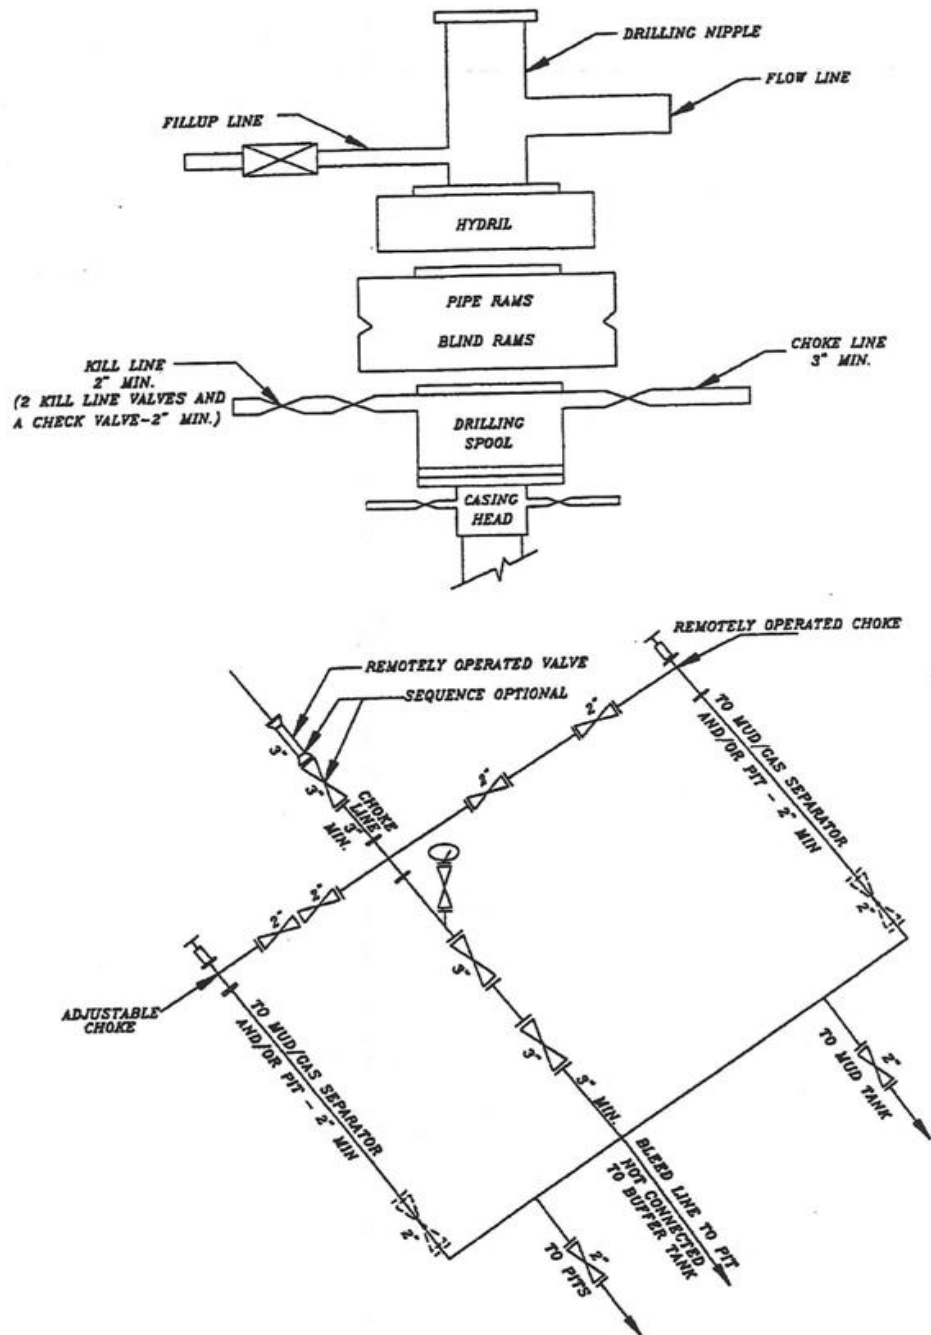 DRILLING NIPPLE
FLOW LINE
FILLUP LINE
HYDRIL
PIPE RAMS
BLIND RAMS
KILL LINE
2" MIN.
(2 KILL LINE VALVES AND
A CHECK VALVE-2" MIN.)
CHOKE LINE
3" MIN.
DRILLING
SPOOL
CASING
HEAD
REMOTELY OPERATED CHOKE
REMOTELY OPERATED VALVE
SEQUENCE OPTIONAL
3"
3"
CHOKE
LINE
3"
MIN.
2"
2"
TO MUD/GAS SEPARATOR
AND/OR PIT - 2" MIN
2"
2"
2"
ADJUSTABLE
CHOKE
TO MUD/GAS SEPARATOR
AND/OR PIT - 2" MIN
2"
3"
3"
3" MIN.
BLEED LINE TO PIT
NOT CONNECTED
TO BUFFER TANK
2"
TO MUD TANK
2"
TO PITS